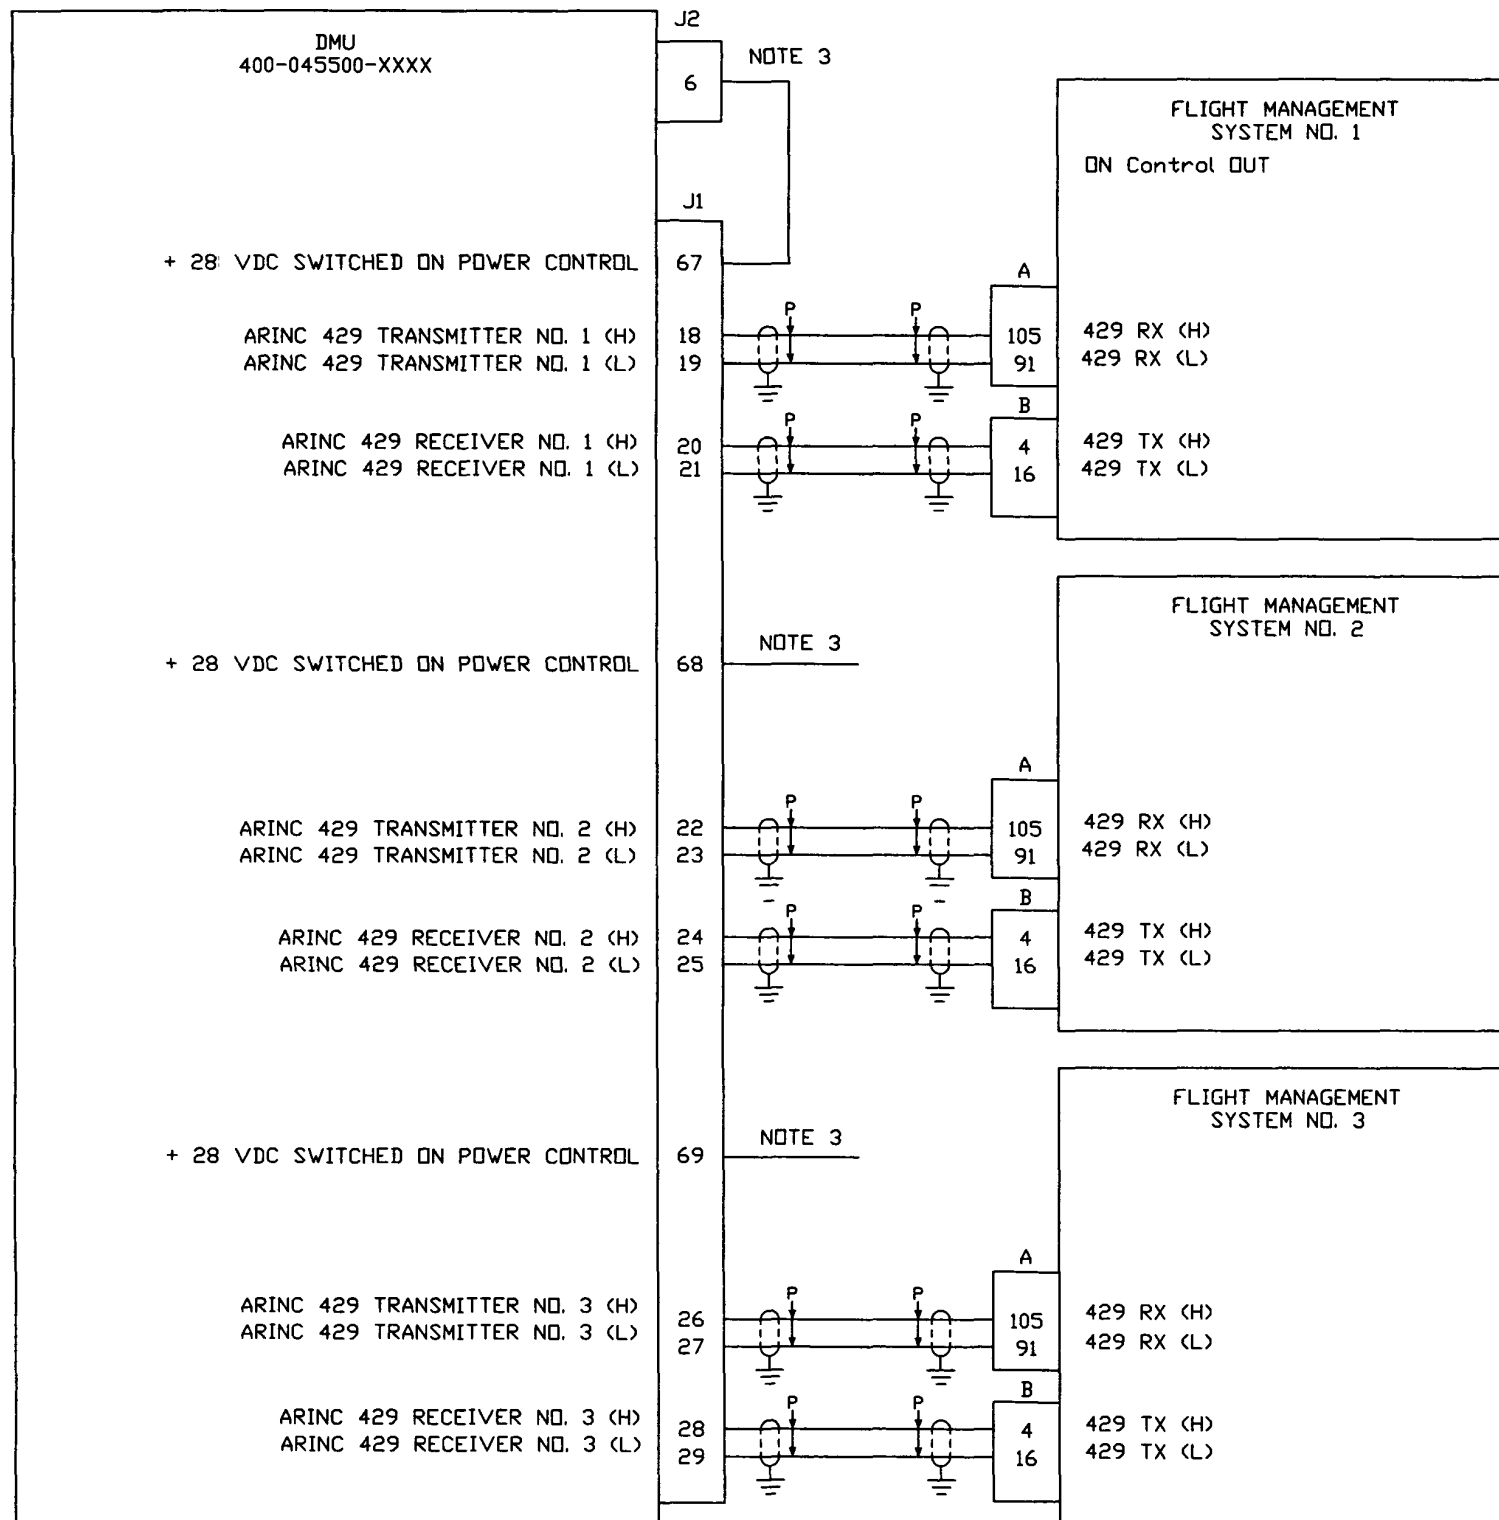 J2
DMU
400-045500-XXXX
NOTE 3
6
FLIGHT MANAGEMENT
SYSTEM NO. 1
ON Control OUT
J1
+ 28 VDC SWITCHED ON POWER CONTROL 67
A
P P
ARINC 429 TRANSMITTER NO. 1 (H) 18 105 429 RX (H)
ARINC 429 TRANSMITTER NO. 1 (L) 19 91 429 RX (L)
B
P P
ARINC 429 RECEIVER NO. 1 (H) 20 4 429 TX (H)
ARINC 429 RECEIVER NO. 1 (L) 21 16 429 TX (L)
FLIGHT MANAGEMENT
SYSTEM NO. 2
NOTE 3
+ 28 VDC SWITCHED ON POWER CONTROL 68
A
P P
ARINC 429 TRANSMITTER NO. 2 (H) 22 105 429 RX (H)
ARINC 429 TRANSMITTER NO. 2 (L) 23 91 429 RX (L)
B
P P
ARINC 429 RECEIVER NO. 2 (H) 24 4 429 TX (H)
ARINC 429 RECEIVER NO. 2 (L) 25 16 429 TX (L)
FLIGHT MANAGEMENT
SYSTEM NO. 3
NOTE 3
+ 28 VDC SWITCHED ON POWER CONTROL 69
A
P P
ARINC 429 TRANSMITTER NO. 3 (H) 26 105 429 RX (H)
ARINC 429 TRANSMITTER NO. 3 (L) 27 91 429 RX (L)
B
P P
ARINC 429 RECEIVER NO. 3 (H) 28 4 429 TX (H)
ARINC 429 RECEIVER NO. 3 (L) 29 16 429 TX (L)